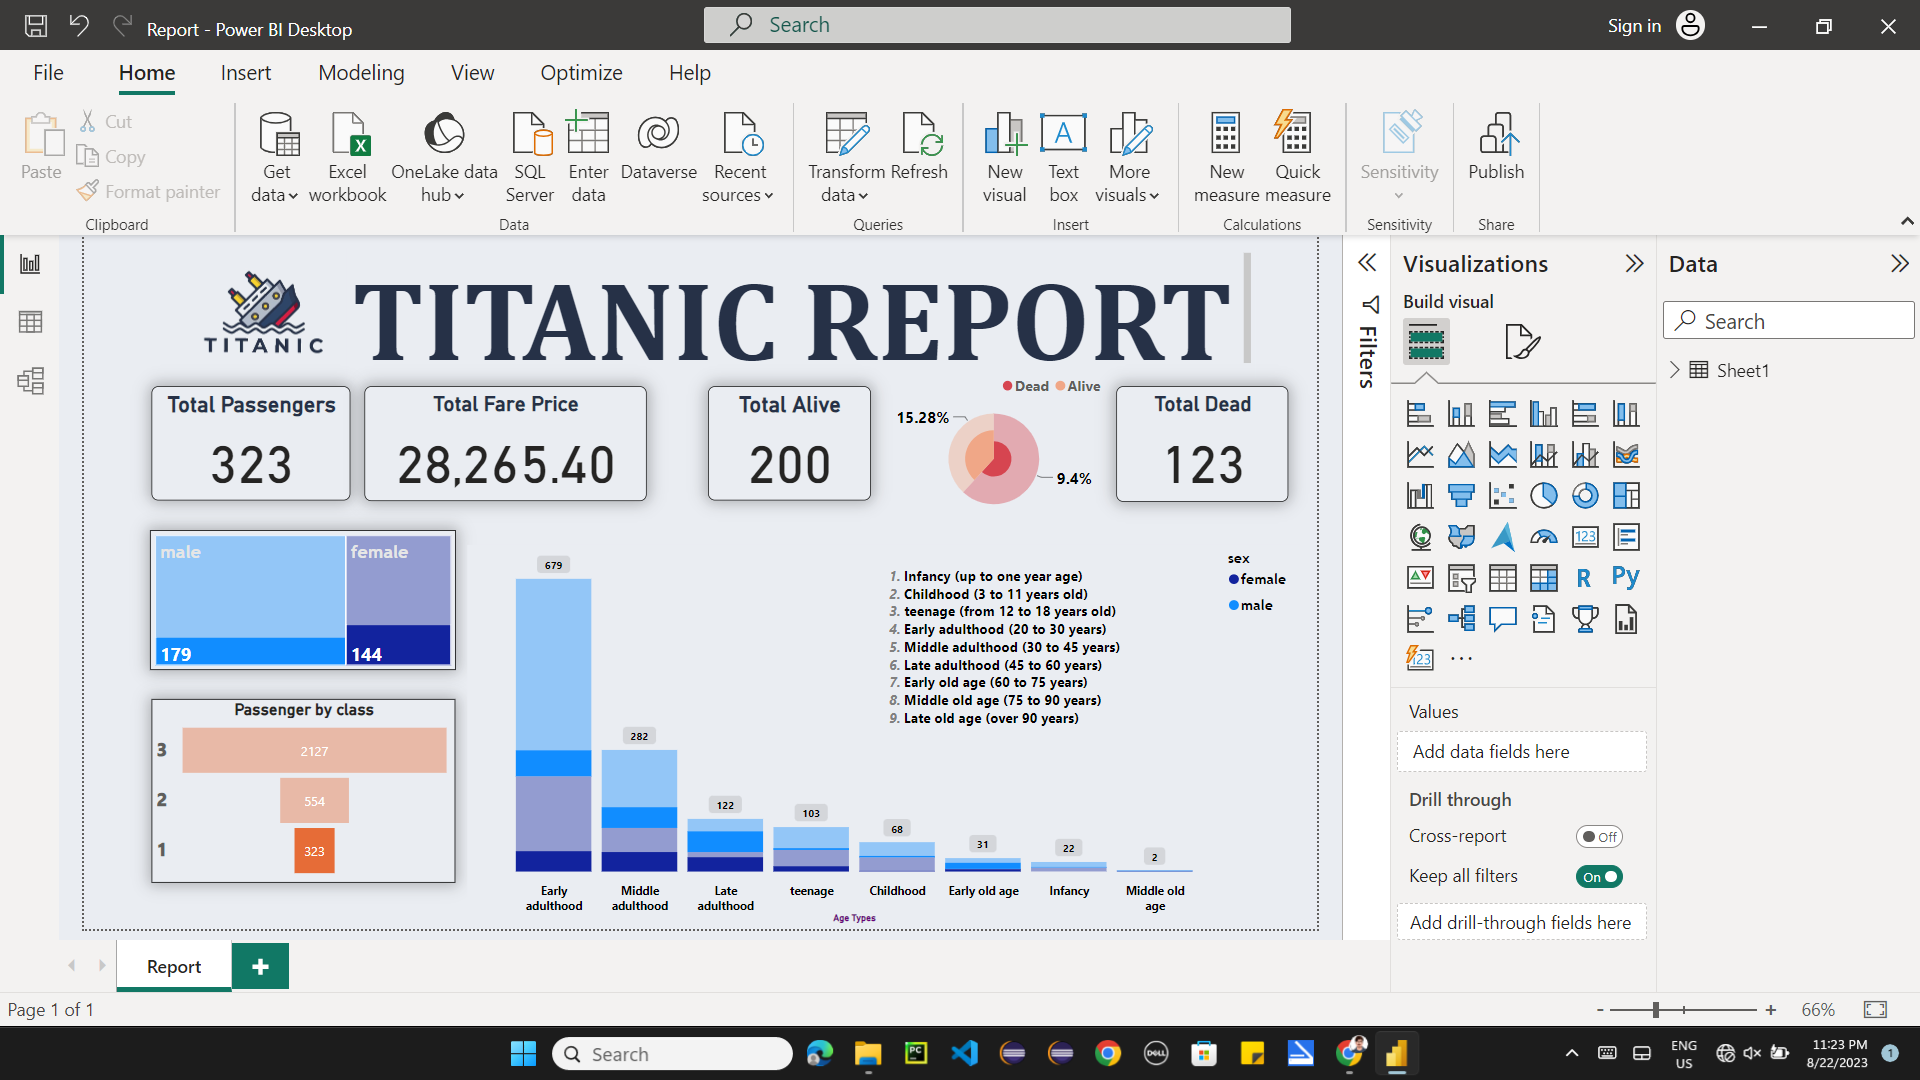 Report - Power BI Desktop
Search
Sign in
File Home Insert Modeling View Optimize Help
Paste
Cut
Copy
Format painter
Clipboard
Get data
Excel workbook
OneLake data hub
SQL Server
Enter data
Dataverse
Recent sources
Data
Transform data
Refresh
Queries
New visual
Text box
More visuals
Insert
New measure
Quick measure
Calculations
Sensitivity
Sensitivity
Publish
Share
TITANIC
TITANIC REPORT
Total Passengers
323
Total Fare Price
28,265.40
Total Alive
200
Dead Alive
15.28%
9.4%
Total Dead
123
male
179
female
144
Passenger by class
3 2127
2 554
1 323
679
282
122
103
68
31
22
2
Early adulthood
Middle adulthood
Late adulthood
teenage
Childhood
Early old age
Infancy
Middle old age
Age Types
1. Infancy (up to one year age)
2. Childhood (3 to 11 years old)
3. teenage (from 12 to 18 years old)
4. Early adulthood (20 to 30 years)
5. Middle adulthood (30 to 45 years)
6. Late adulthood (45 to 60 years)
7. Early old age (60 to 75 years)
8. Middle old age (75 to 90 years)
9. Late old age (over 90 years)
sex
female
male
Filters
Visualizations
Build visual
123
R
Py
123
Values
Add data fields here
Drill through
Cross-report
Off
Keep all filters
On
Add drill-through fields here
Data
Search
Sheet1
Report
Page 1 of 1
- + 66%
Search
PC
DELL
ENG
US
11:23 PM
8/22/2023
1